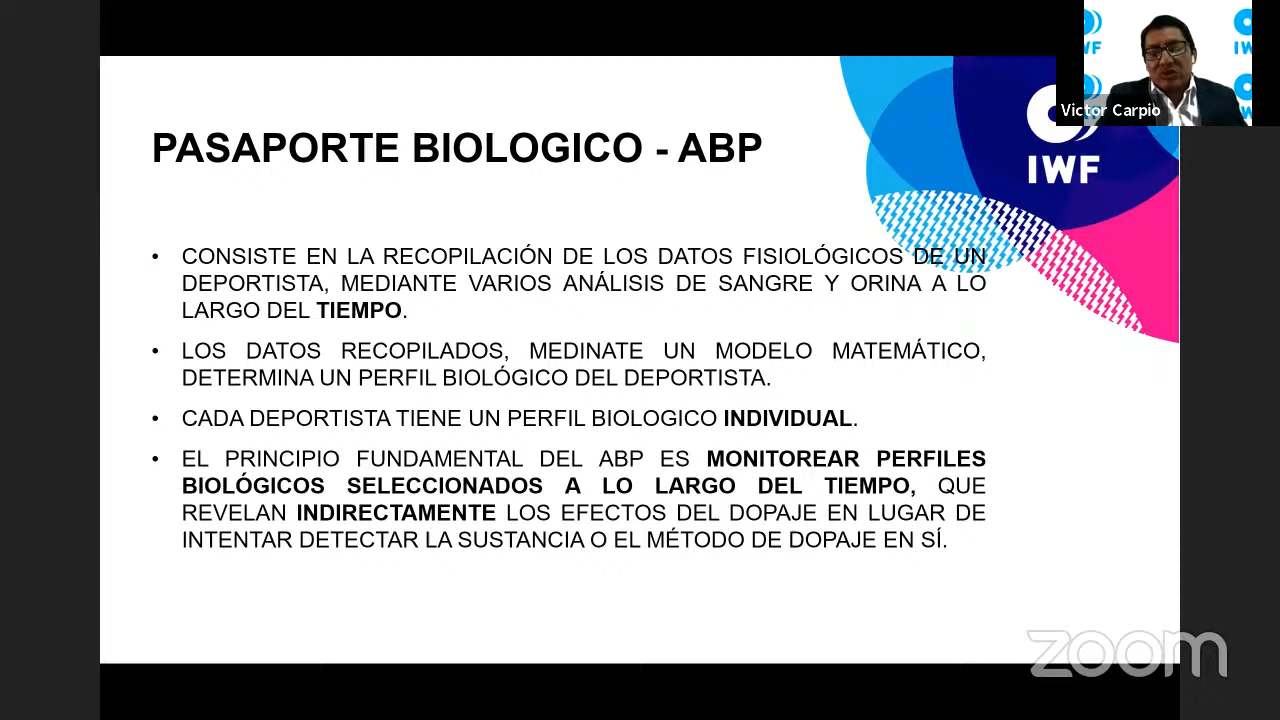 PASAPORTE BIOLOGICO - ABP
IWF
Victor Carpio
• CONSISTE EN LA RECOPILACIÓN DE LOS DATOS FISIOLÓGICOS DE UN
DEPORTISTA, MEDIANTE VARIOS ANÁLISIS DE SANGRE Y ORINA A LO
LARGO DEL TIEMPO.
• LOS DATOS RECOPILADOS, MEDINATE UN MODELO MATEMÁTICO,
DETERMINA UN PERFIL BIOLÓGICO DEL DEPORTISTA.
• CADA DEPORTISTA TIENE UN PERFIL BIOLOGICO INDIVIDUAL.
• EL PRINCIPIO FUNDAMENTAL DEL ABP ES MONITOREAR PERFILES
BIOLÓGICOS SELECCIONADOS A LO LARGO DEL TIEMPO, QUE
REVELAN INDIRECTAMENTE LOS EFECTOS DEL DOPAJE EN LUGAR DE
INTENTAR DETECTAR LA SUSTANCIA O EL MÉTODO DE DOPAJE EN SÍ.
zoom